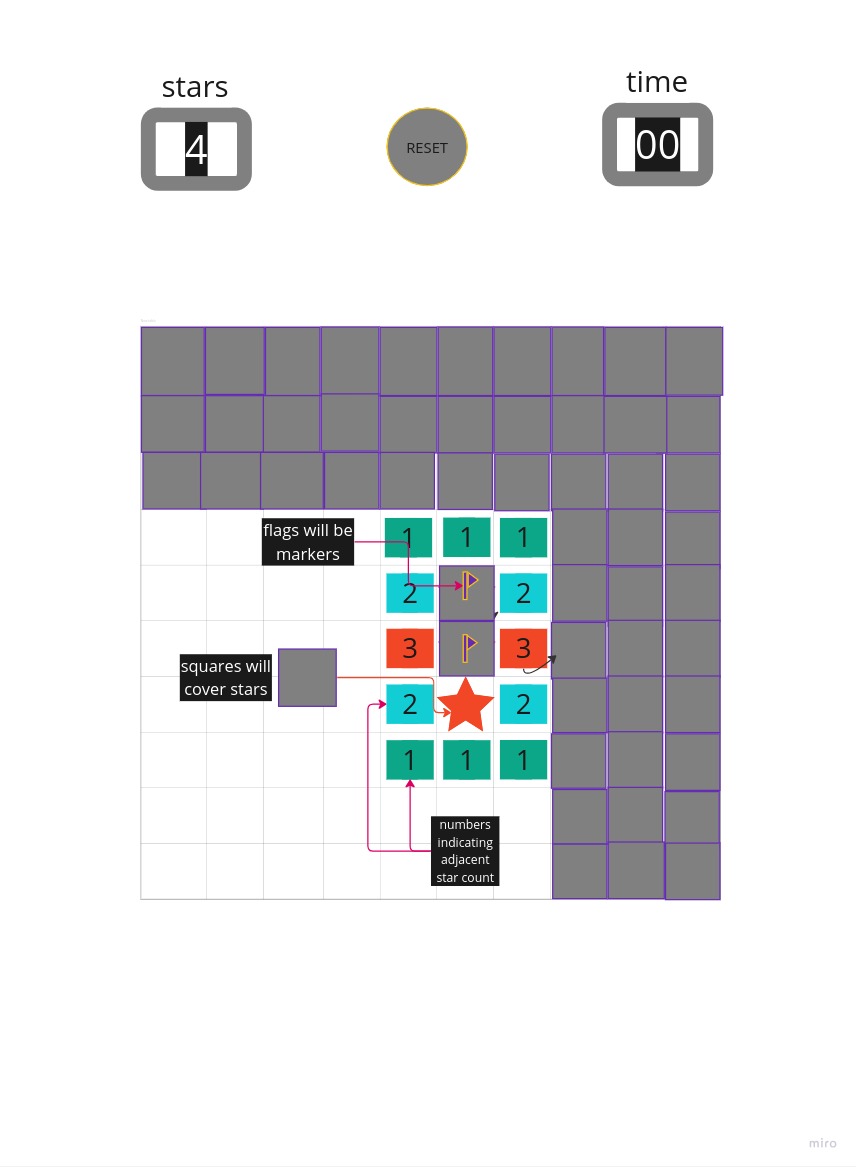 stars
time
4
RESET
00
1 1 1
flags will be
markers
2 2
3 3
squares will
cover stars
2 2
1 1 1
numbers
indicating
adjacent
star count
miro